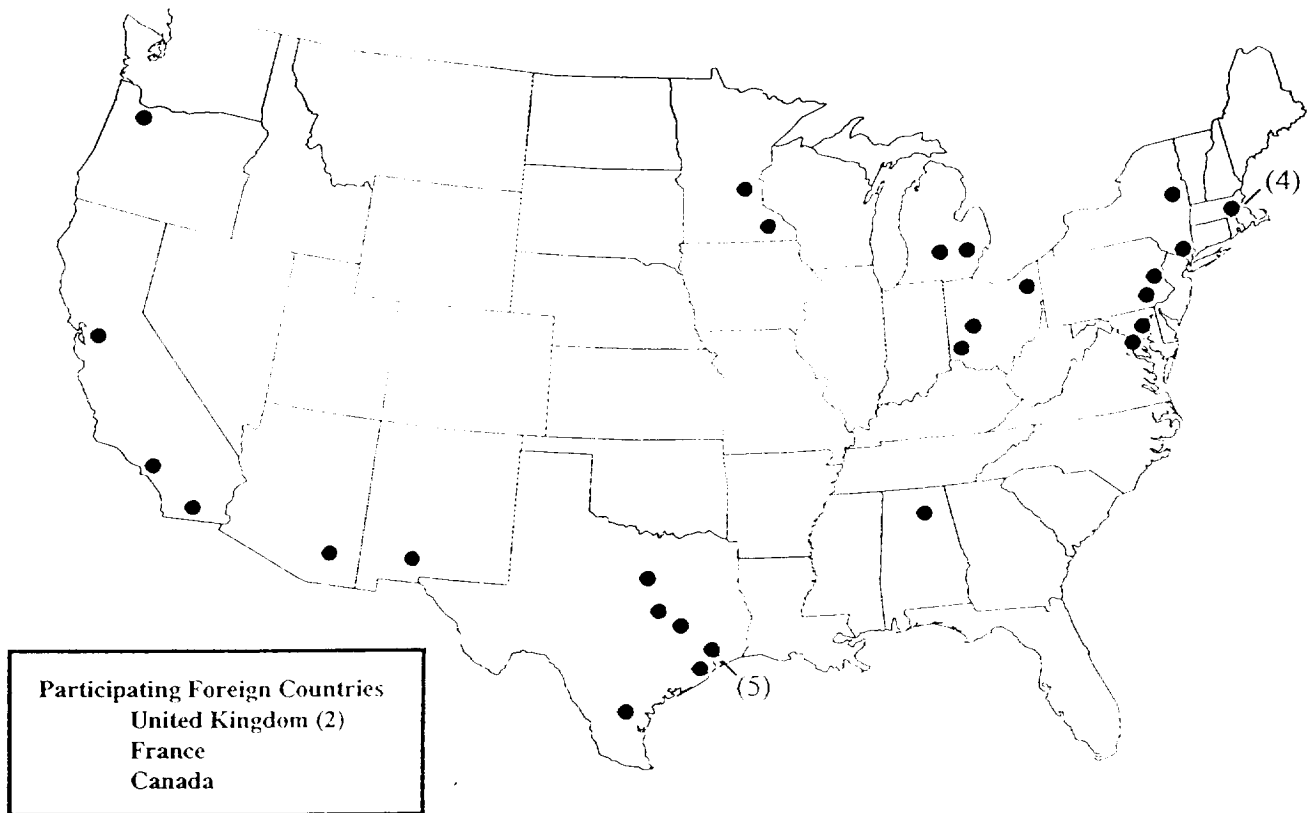 (4)
(5)
Participating Foreign Countries
United Kingdom (2)
France
Canada